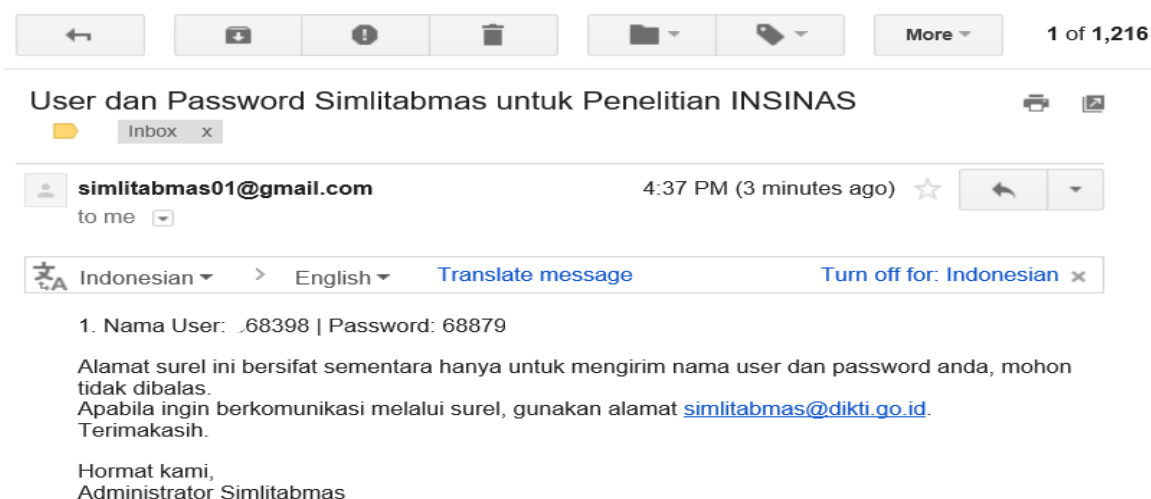 More
1 of 1,216
User dan Password Simlitabmas untuk Penelitian INSINAS
Inbox x
simlitabmas01@gmail.com 4:37 PM (3 minutes ago)
to me
Indonesian > English Translate message Turn off for: Indonesian x
1. Nama User: 68398 | Password: 68879
Alamat surel ini bersifat sementara hanya untuk mengirim nama user dan password anda, mohon
tidak dibalas.
Apabila ingin berkomunikasi melalui surel, gunakan alamat simlitabmas@dikti.go.id.
Terimakasih.
Hormat kami,
Administrator Simlitabmas